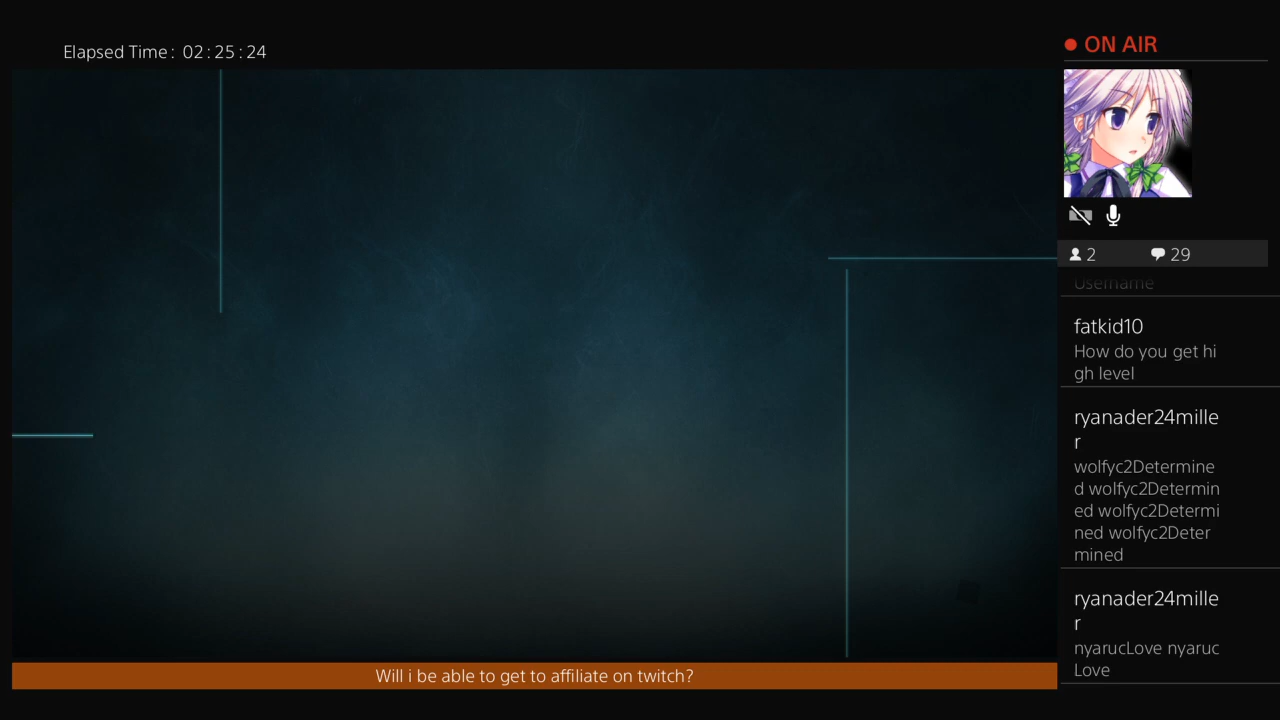 Elapsed Time: 02:25:24
ON AIR
2
29
Username
fatkid10
How do you get hi
gh level
ryanader24mille
r
wolfyc2Determine
d wolfyc2Determin
ed wolfyc2Determi
ned wolfyc2Deter
mined
ryanader24mille
r
nyarucLove nyaruc
Love
Will i be able to get to affiliate on twitch?